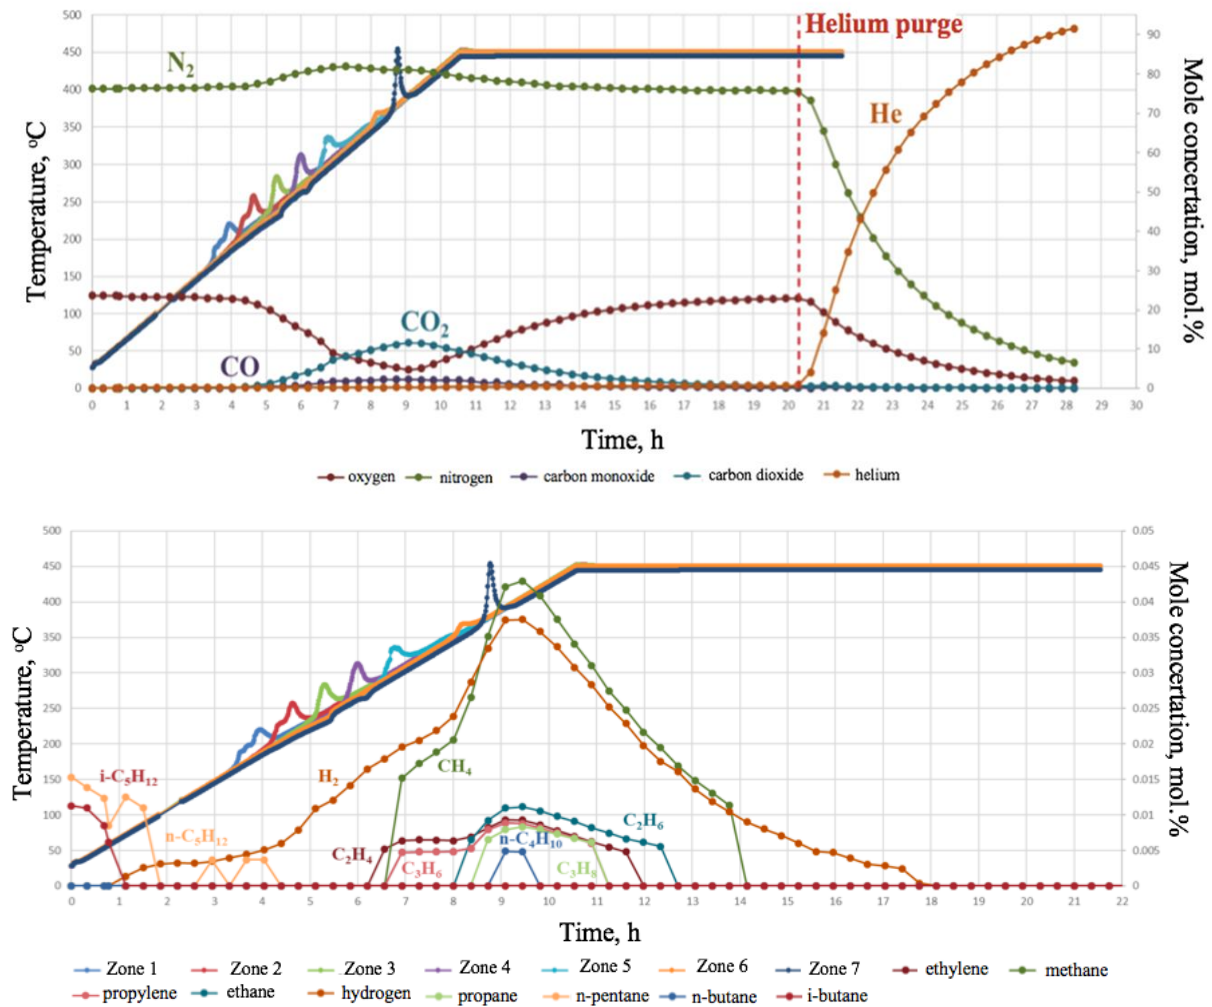 Helium purge
N2
He
CO2
CO
500
450
400
350
300
250
200
150
100
50
0
Temperature, °C
90
80
70
60
50
40
30
20
10
0
Mole concertation, mol.%
0 1 2 3 4 5 6 7 8 9 10 11 12 13 14 15 16 17 18 19 20 21 22 23 24 25 26 27 28 29 30
Time, h
oxygen nitrogen carbon monoxide carbon dioxide helium
500
450
400
350
300
250
200
150
100
50
0
Temperature, °C
0.05
0.045
0.04
0.035
0.03
0.025
0.02
0.015
0.01
0.005
0
Mole concertation, mol.%
i-C5H12
H2
CH4
n-C5H12
C2H4
C3H6
n-C4H10
C3H8
C2H6
0 1 2 3 4 5 6 7 8 9 10 11 12 13 14 15 16 17 18 19 20 21 22
Time, h
Zone 1 Zone 2 Zone 3 Zone 4 Zone 5 Zone 6 Zone 7 ethylene methane
propylene ethane hydrogen propane n-pentane n-butane i-butane